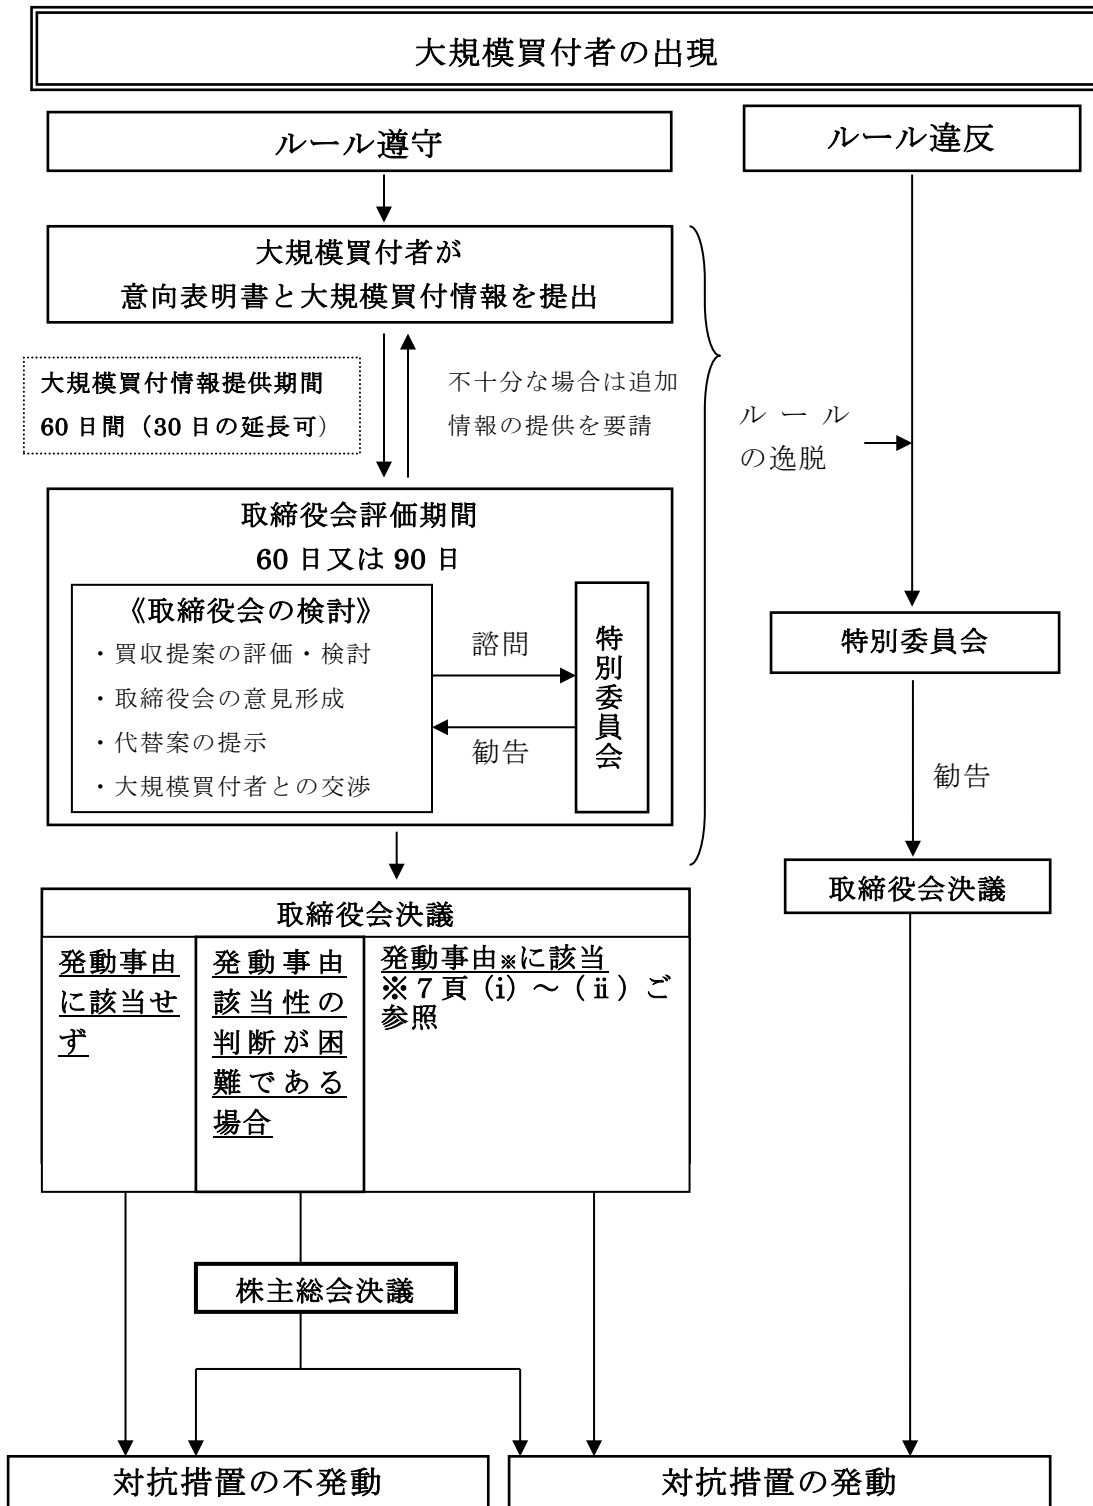 大規模買付者の出現
ルール遵守
ルール違反
大規模買付者が
意向表明書と大規模買付情報を提出
大規模買付情報提供期間
60日間（30日の延長可）
不十分な場合は追加
情報の提供を要請
ルール
の逸脱
取締役会評価期間
60日又は90日
《取締役会の検討》
・買収提案の評価・検討
・取締役会の意見形成
・代替案の提示
・大規模買付者との交渉
諮問
勧告
特別委員会
特別委員会
勧告
取締役会決議
取締役会決議
発動事由
に該当せ
ず
発動事由
該当性の
判断が困
難である
場合
発動事由※に該当
※７頁（ⅰ）～（ⅱ）ご
参照
株主総会決議
対抗措置の不発動
対抗措置の発動